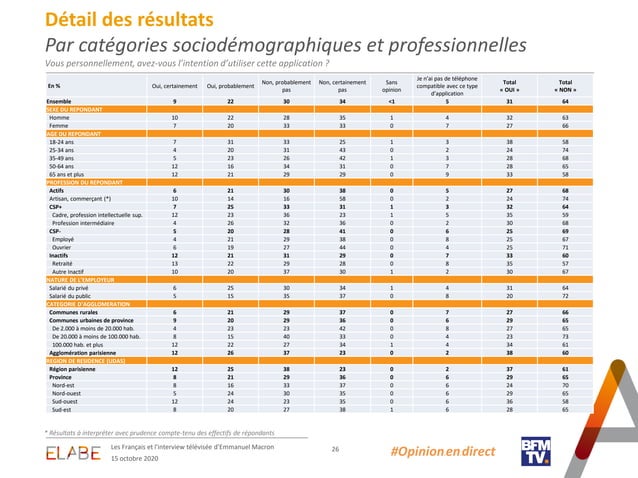 Détail des résultats
Par catégories sociodémographiques et professionnelles
Vous personnellement, avez-vous l'intention d'utiliser cette application ?
En % Oui, certainement Oui, probablement Non, probablement pas Non, certainement pas Sans opinion Je n'ai pas de téléphone compatible avec ce type d'application Total « OUI » Total « NON »
Ensemble 9 22 30 34 <1 5 31 64
SEXE DU REPONDANT
Homme 10 22 28 35 1 4 32 63
Femme 7 20 33 33 0 7 27 66
AGE DU REPONDANT
18-24 ans 7 31 33 25 1 3 38 58
25-34 ans 4 20 31 43 0 2 24 74
35-49 ans 5 23 26 42 1 3 28 68
50-64 ans 12 16 34 31 0 7 28 65
65 ans et plus 12 21 29 29 0 9 33 58
PROFESSION DU REPONDANT
Actifs 6 21 30 38 0 5 27 68
Artisan, commerçant (*) 10 14 16 58 0 2 24 74
CSP+ 7 25 33 31 1 3 32 64
Cadre, profession intellectuelle sup. 12 23 36 23 1 5 35 59
Profession intermédiaire 4 26 32 36 0 2 30 68
CSP- 5 20 28 41 0 6 25 69
Employé 4 21 29 38 0 8 25 67
Ouvrier 6 19 27 44 0 4 25 71
Inactifs 12 21 31 29 0 7 33 60
Retraité 13 22 29 28 0 8 35 57
Autre Inactif 10 20 37 30 1 2 30 67
NATURE DE L'EMPLOYEUR
Salarié du privé 6 25 30 34 1 4 31 64
Salarié du public 5 15 35 37 0 8 20 72
CATEGORIE D'AGGLOMERATION
Communes rurales 6 21 29 37 0 7 27 66
Communes urbaines de province 9 20 29 36 0 6 29 65
De 2.000 à moins de 20.000 hab. 4 23 23 42 0 8 27 65
De 20.000 à moins de 100.000 hab. 8 15 40 33 0 4 23 73
100.000 hab. et plus 12 22 27 34 1 4 34 61
Agglomération parisienne 12 26 37 23 0 2 38 60
REGION DE RESIDENCE (UDA5)
Région parisienne 12 25 38 23 0 2 37 61
Province 8 21 29 36 0 6 29 65
Nord-est 8 16 33 37 0 6 24 70
Nord-ouest 5 24 30 35 0 6 29 65
Sud-ouest 12 24 23 35 0 6 36 58
Sud-est 8 20 27 38 1 6 28 65
* Résultats à interpréter avec prudence compte-tenu des effectifs de répondants
ELABE
Les Français et l'interview télévisée d'Emmanuel Macron
15 octobre 2020
26
#Opinion en direct
BFM TV.